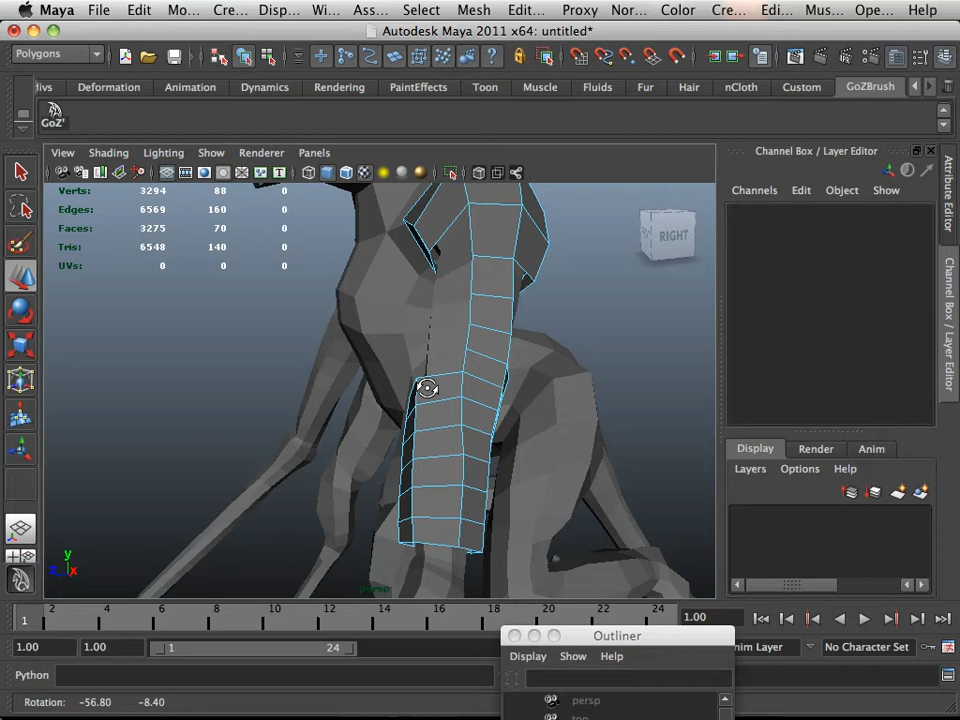 Maya File Edit Mo... Cre... Disp... Wi... Ass... Select Mesh Edit... Proxy Nor... Color Cre... Edi... Mus... Ope... Help
Autodesk Maya 2011 x64: untitled*
Polygons
ivs Deformation Animation Rendering PaintEffects Toon Muscle Fluids Fur Hair nCloth Custom GoZBrush
GoZ'
View Shading Lighting Show Renderer Panels
Verts: 3294 88 0
Edges: 6569 160 0
Faces: 3275 70 0
Tris: 6548 140 0
UVs: 0 0 0
RIGHT
persp
y
z x
Channel Box / Layer Editor
Channels Edit Object Show
Attribute Editor
Channel Box / Layer Editor
Display Render Anim
Layers Options Help
1 2 4 6 8 10 12 14 16 18 20 22 24 1.00
1.00 1.00 1 24 nim Layer No Character Set
Python
Rotation: -56.80 -8.40
Outliner
Display Show Help
persp
top